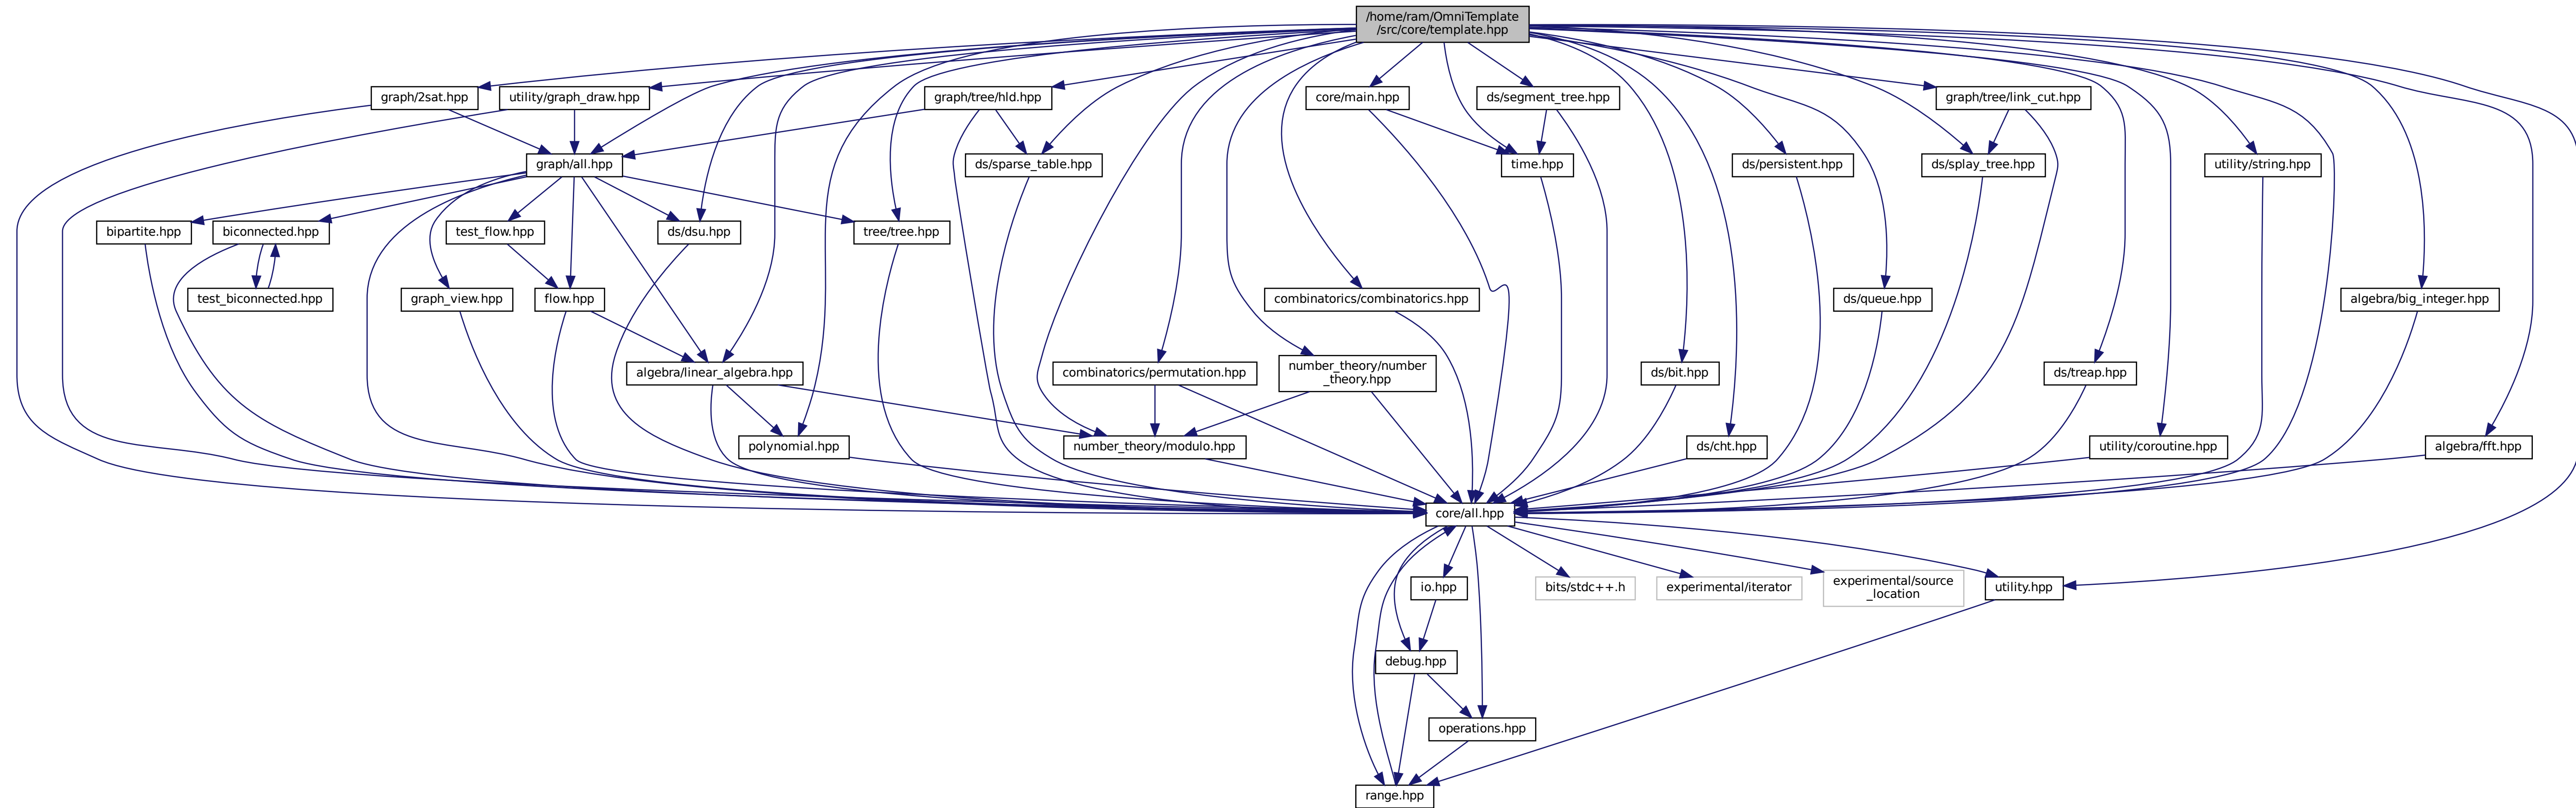 /home/ram/OmniTemplate
/src/core/template.hpp
graph/2sat.hpp
utility/graph_draw.hpp
graph/tree/hld.hpp
core/main.hpp
ds/segment_tree.hpp
graph/tree/link_cut.hpp
graph/all.hpp
ds/sparse_table.hpp
time.hpp
ds/persistent.hpp
ds/splay_tree.hpp
utility/string.hpp
bipartite.hpp
biconnected.hpp
test_flow.hpp
ds/dsu.hpp
tree/tree.hpp
test_biconnected.hpp
graph_view.hpp
flow.hpp
combinatorics/combinatorics.hpp
ds/queue.hpp
algebra/big_integer.hpp
algebra/linear_algebra.hpp
combinatorics/permutation.hpp
number_theory/number
_theory.hpp
ds/bit.hpp
ds/treap.hpp
polynomial.hpp
number_theory/modulo.hpp
ds/cht.hpp
utility/coroutine.hpp
algebra/fft.hpp
core/all.hpp
io.hpp
bits/stdc++.h
experimental/iterator
experimental/source
_location
utility.hpp
debug.hpp
operations.hpp
range.hpp